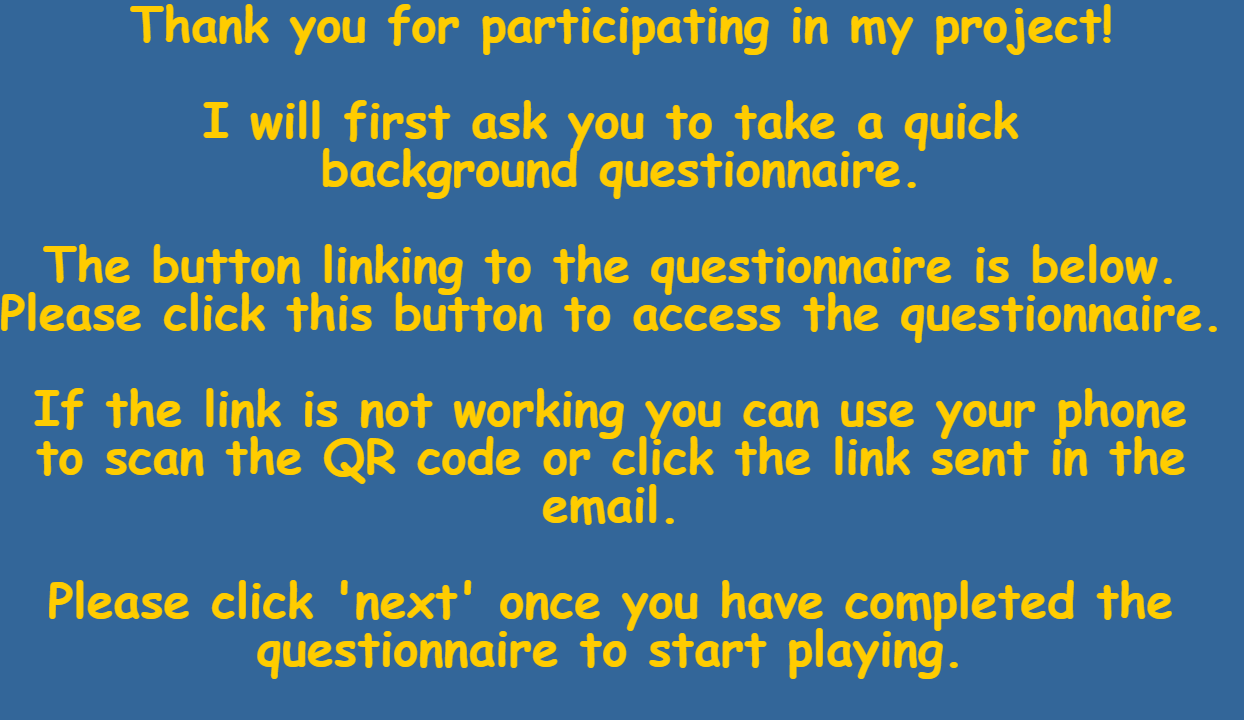 Thank you for participating in my project!
I will first ask you to take a quick
background questionnaire.
The button linking to the questionnaire is below.
Please click this button to access the questionnaire.
If the link is not working you can use your phone
to scan the QR code or click the link sent in the
email.
Please click 'next' once you have completed the
questionnaire to start playing.